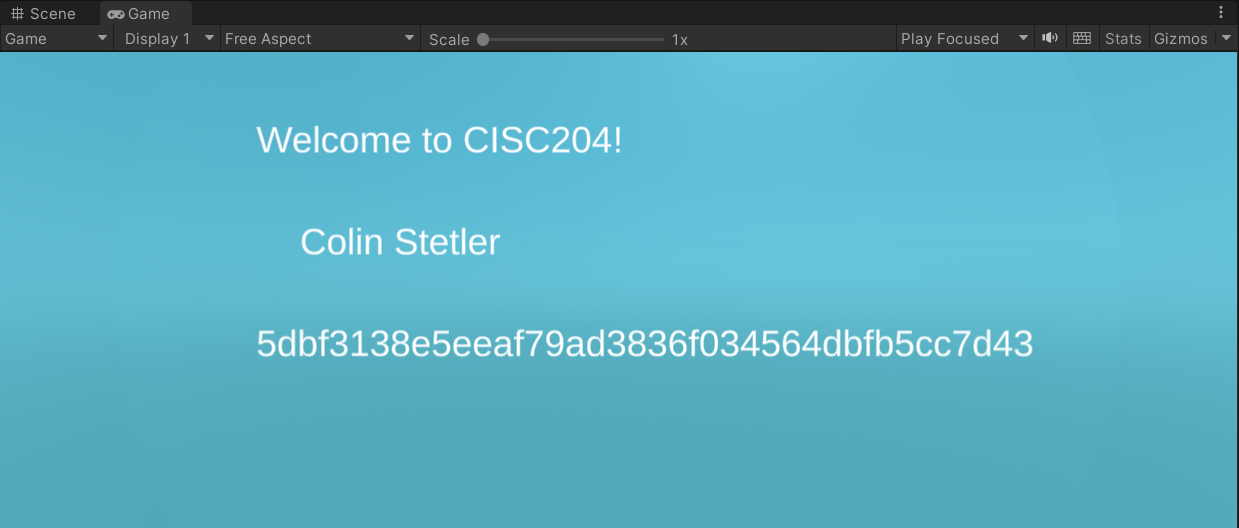 Scene Game
Game Display 1 Free Aspect Scale 1x Play Focused Stats Gizmos
Welcome to CISC204!
Colin Stetler
5dbf3138e5eeaf79ad3836f034564dbfb5cc7d43